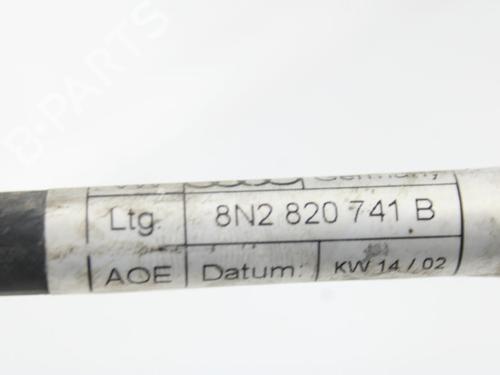 B-PARTS
Germany
Ltg. 8N2 820 741 B
AOE Datum: KW 14 / 02